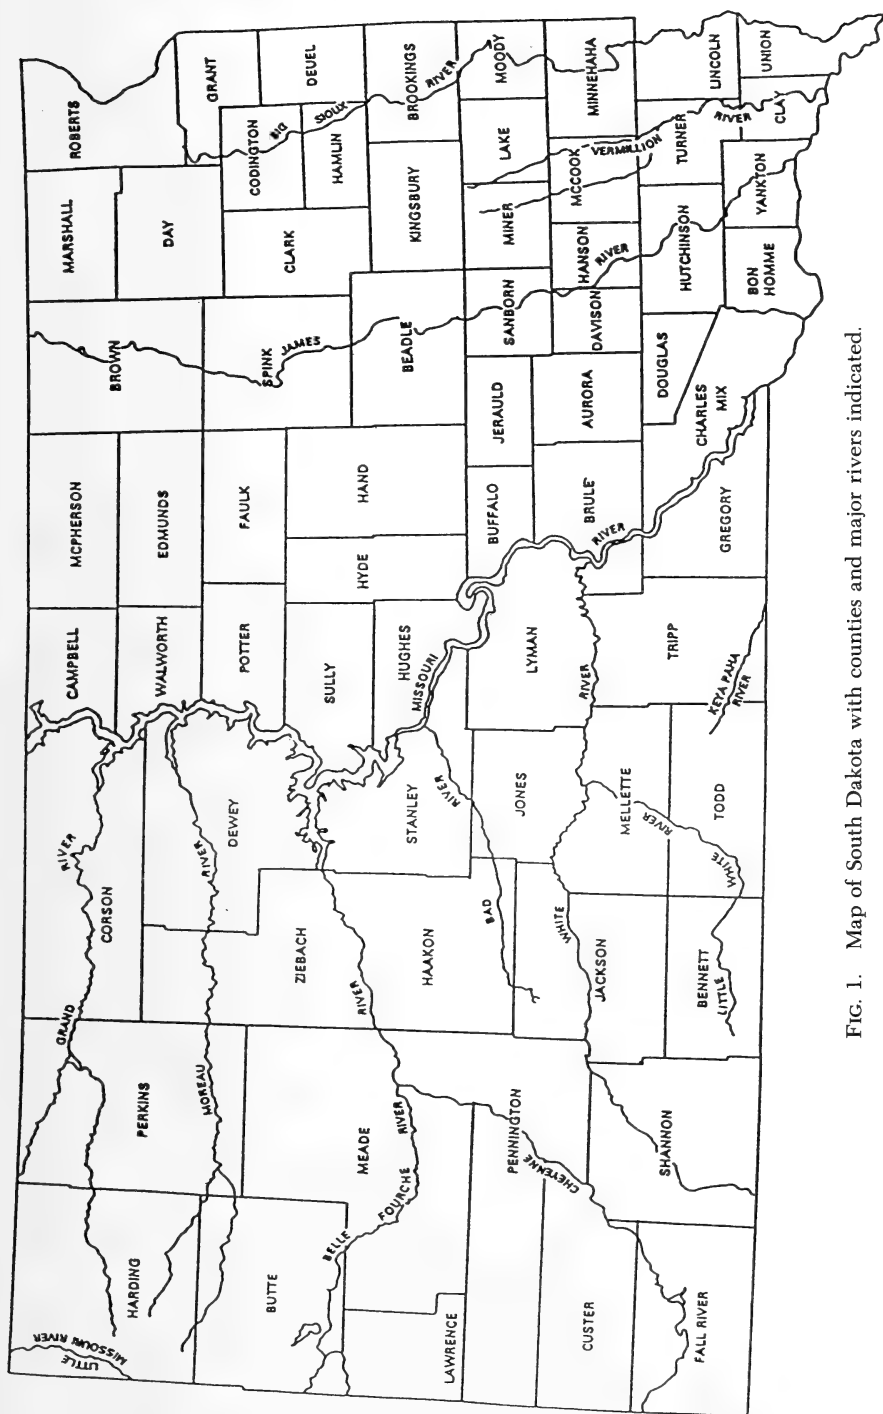 HARDING
PERKINS
CORSON
CAMPBELL
MCPHERSON
BROWN
MARSHALL
ROBERTS
LITTLE
MISSOURI RIVER
GRAND
RIVER
WALWORTH
EDMUNDS
DAY
GRANT
BUTTE
MOREAU
RIVER
DEWEY
ZIEBACH
POTTER
FAULK
SPINK
JAMES
CLARK
CODINGTON
DEUEL
HAMLIN
BIG
SIOUX
RIVER
MEADE
BELLE
FOURCHE
RIVER
LAWRENCE
RIVER
HAAKON
STANLEY
SULLY
HUGHES
MISSOURI
HYDE
HAND
BEADLE
KINGSBURY
BROOKINGS
PENNINGTON
CHEYENNE
BAD
RIVER
JONES
LYMAN
BUFFALO
JERAULD
SANBORN
MINER
LAKE
MOODY
CUSTER
JACKSON
WHITE
RIVER
BRULE
RIVER
AURORA
DAVISON
HANSON
RIVER
MCCOOK
VERMILLION
RIVER
MINNEHAHA
FALL RIVER
SHANNON
BENNETT
LITTLE
WHITE
RIVER
MELLETTE
TODD
TRIPP
KEYA PAHA
RIVER
GREGORY
CHARLES
MIX
DOUGLAS
HUTCHINSON
TURNER
LINCOLN
BON
HOMME
YANKTON
CLAY
UNION
FIG. 1. Map of South Dakota with counties and major rivers indicated.